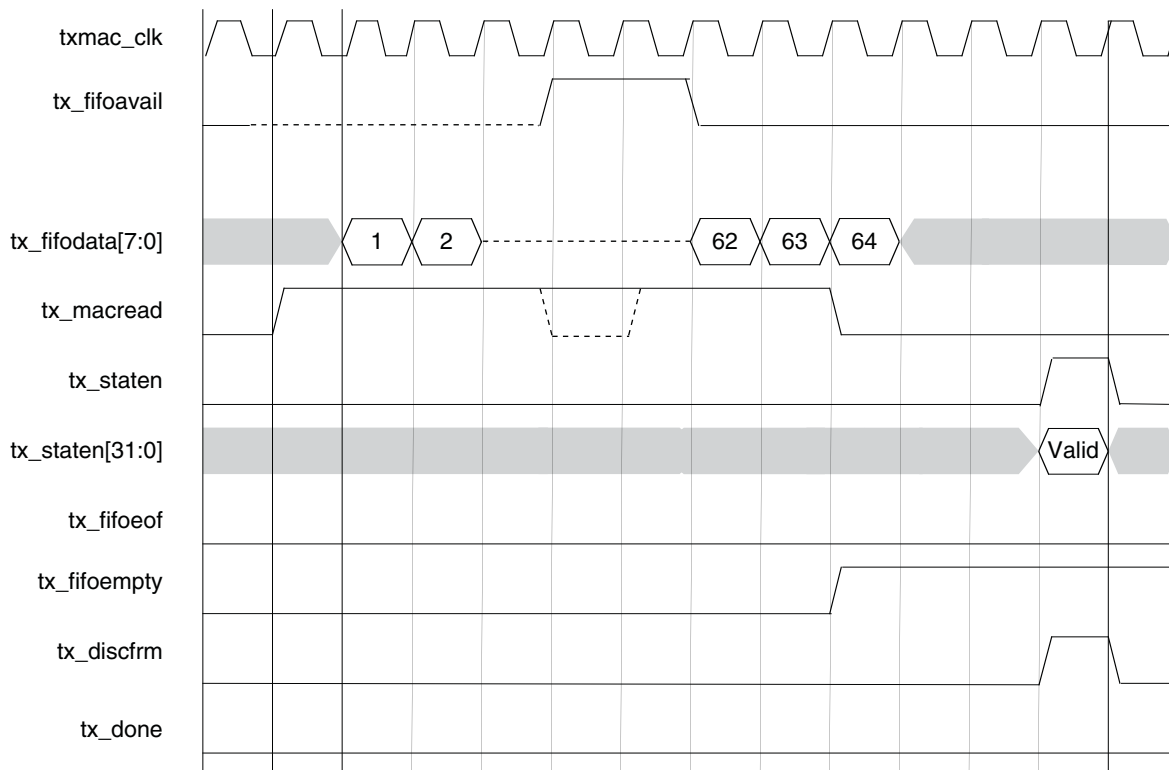 txmac_clk
tx_fifoavail
tx_fifodata[7:0] 1 2 62 63 64
tx_macread
tx_staten
tx_staten[31:0] Valid
tx_fifoeof
tx_fifoempty
tx_discfrm
tx_done